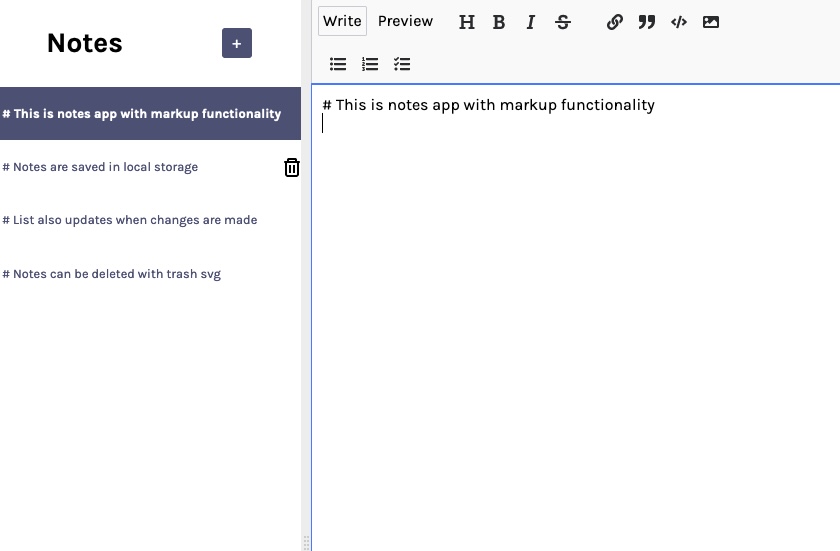 Notes
+
# This is notes app with markup functionality
# Notes are saved in local storage
# List also updates when changes are made
# Notes can be deleted with trash svg
Write Preview H B I S
# This is notes app with markup functionality